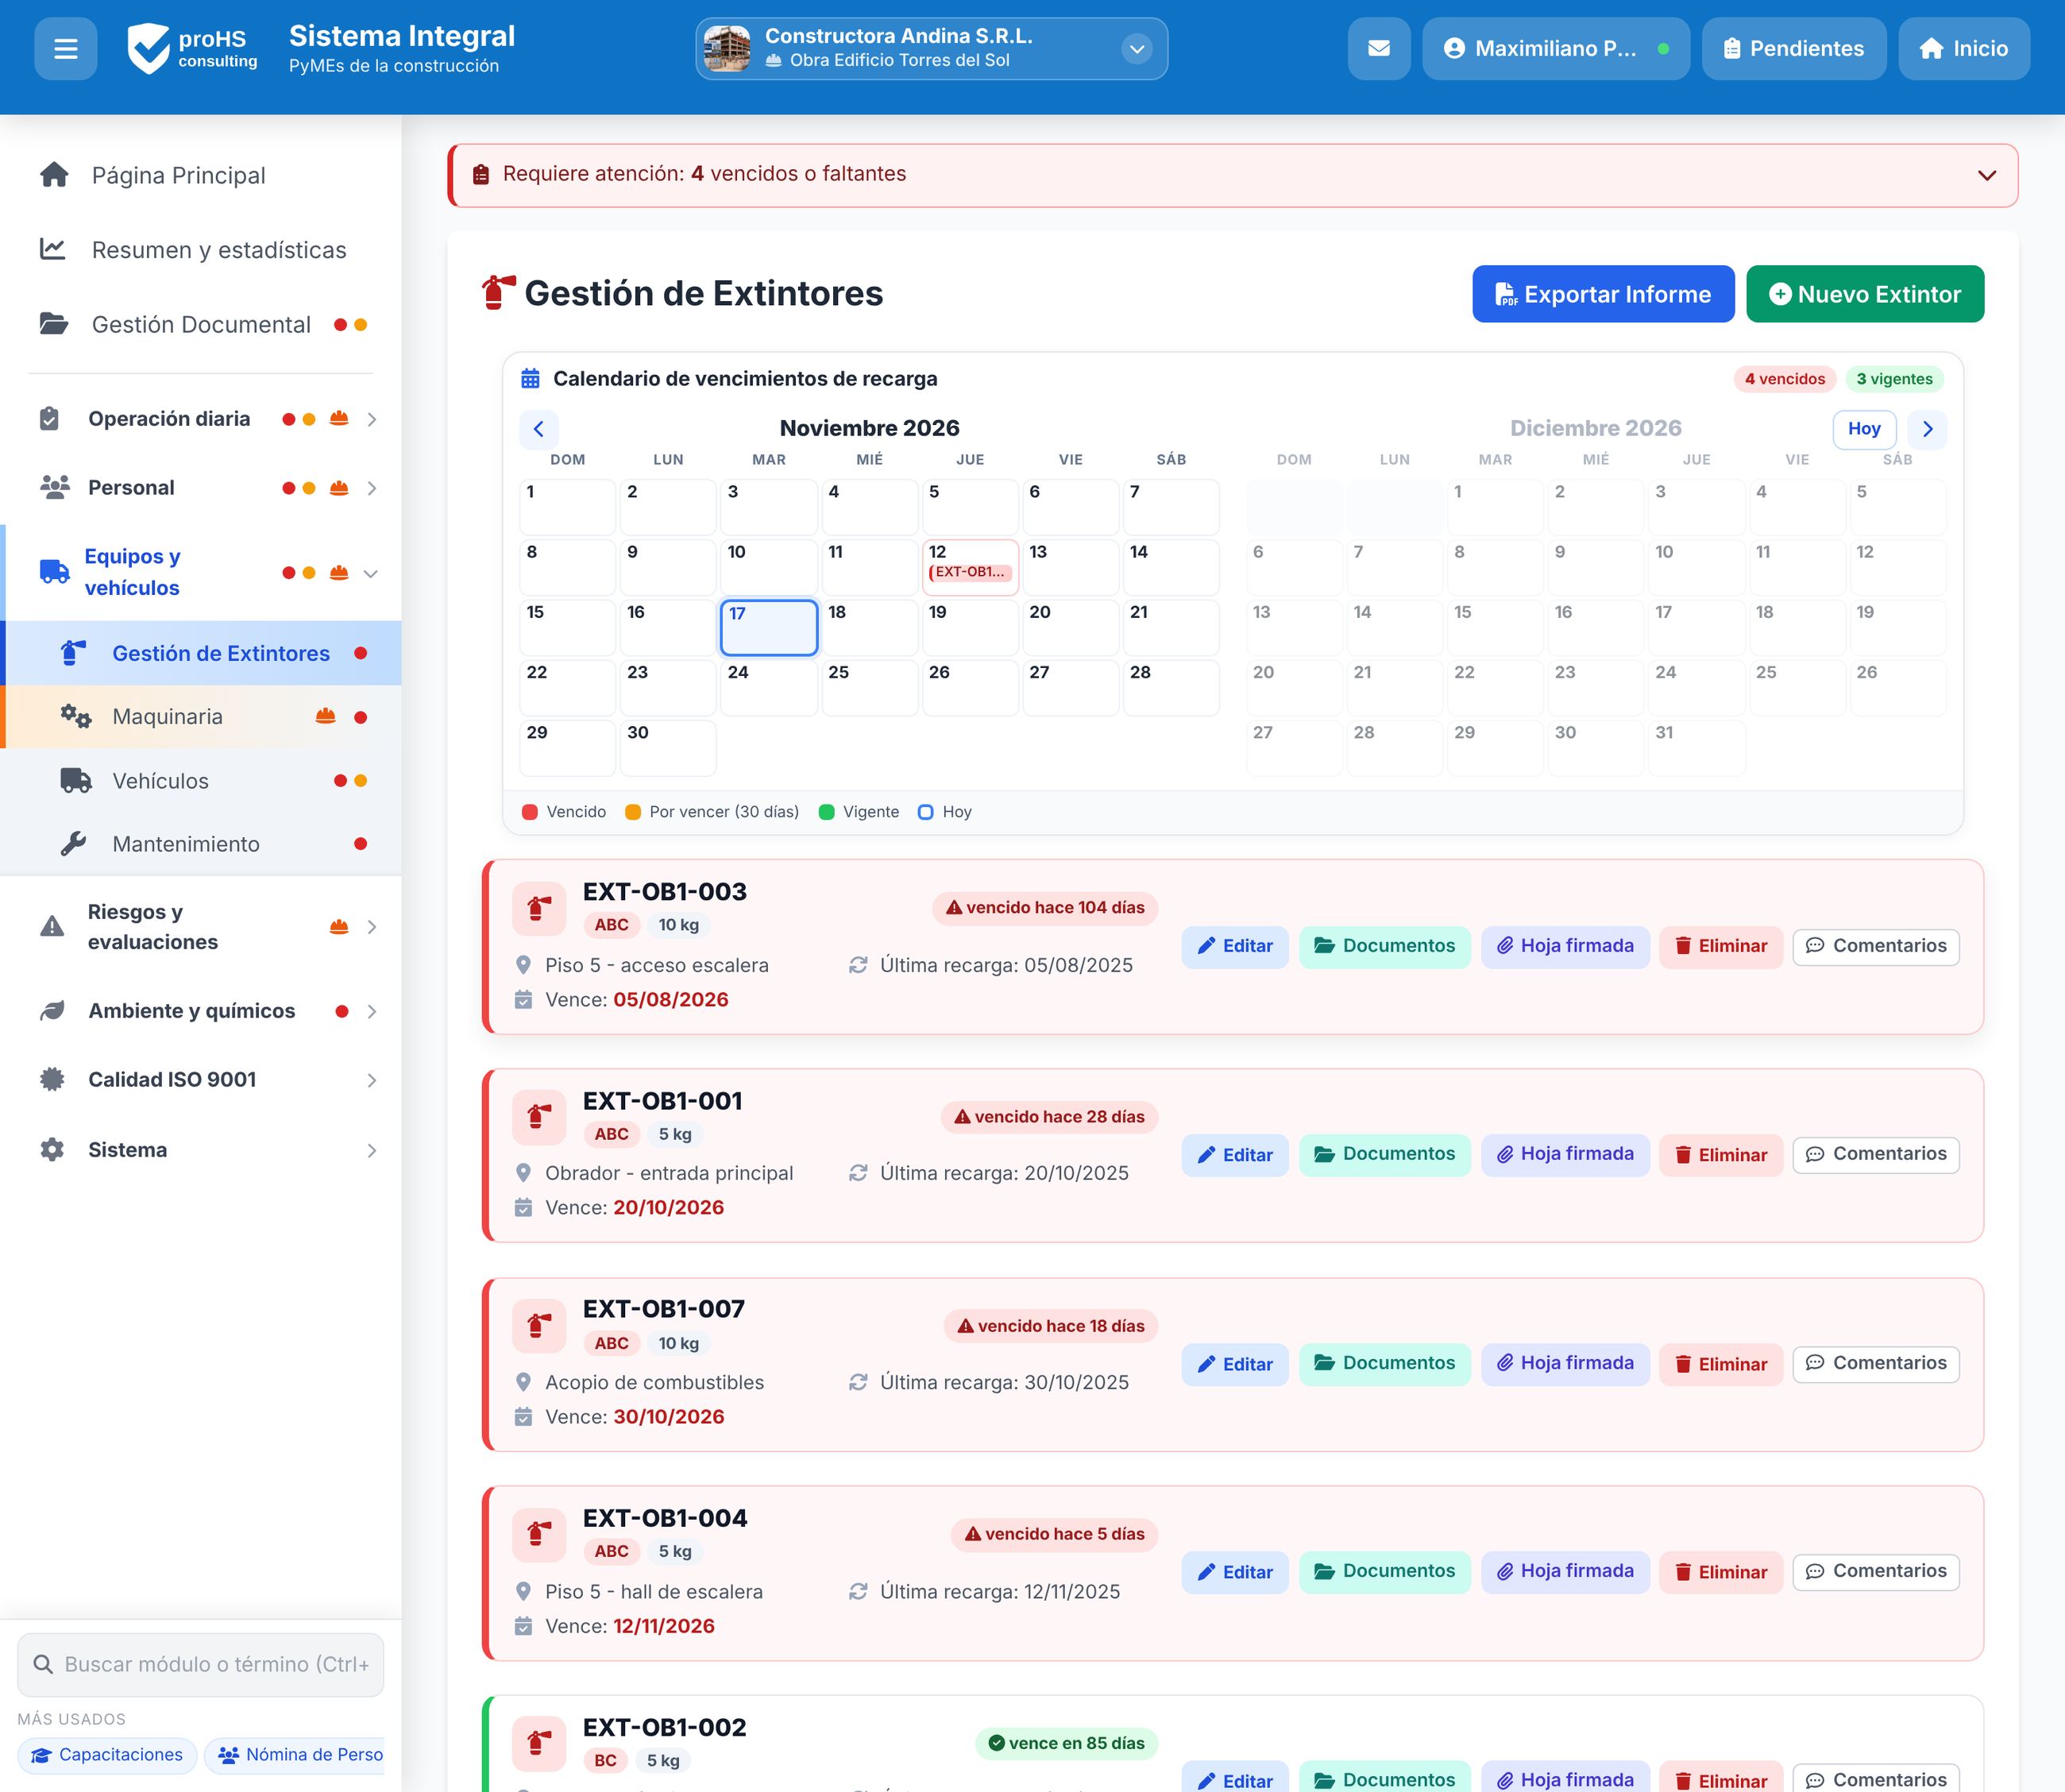 proHS
consulting
Sistema Integral
PyMEs de la construcción
Constructora Andina S.R.L.
Obra Edificio Torres del Sol
Maximiliano P...
Pendientes
Inicio
Página Principal
Resumen y estadísticas
Gestión Documental
Operación diaria
Personal
Equipos y
vehículos
Gestión de Extintores
Maquinaria
Vehículos
Mantenimiento
Riesgos y
evaluaciones
Ambiente y químicos
Calidad ISO 9001
Sistema
Buscar módulo o término (Ctrl+
MÁS USADOS
Capacitaciones
Nómina de Perso
Requiere atención: 4 vencidos o faltantes
Gestión de Extintores
PDF Exportar Informe
Nuevo Extintor
Calendario de vencimientos de recarga
4 vencidos
3 vigentes
Noviembre 2026
DOM LUN MAR MIÉ JUE VIE SÁB
1 2 3 4 5 6 7
8 9 10 11 12 13 14
EXT-OB1...
15 16 17 18 19 20 21
22 23 24 25 26 27 28
29 30
Diciembre 2026
Hoy
DOM LUN MAR MIÉ JUE VIE SÁB
1 2 3 4 5
6 7 8 9 10 11 12
13 14 15 16 17 18 19
20 21 22 23 24 25 26
27 28 29 30 31
Vencido Por vencer (30 días) Vigente Hoy
EXT-OB1-003
ABC 10 kg
vencido hace 104 días
Piso 5 - acceso escalera
Última recarga: 05/08/2025
Vence: 05/08/2026
Editar Documentos Hoja firmada Eliminar Comentarios
EXT-OB1-001
ABC 5 kg
vencido hace 28 días
Obrador - entrada principal
Última recarga: 20/10/2025
Vence: 20/10/2026
Editar Documentos Hoja firmada Eliminar Comentarios
EXT-OB1-007
ABC 10 kg
vencido hace 18 días
Acopio de combustibles
Última recarga: 30/10/2025
Vence: 30/10/2026
Editar Documentos Hoja firmada Eliminar Comentarios
EXT-OB1-004
ABC 5 kg
vencido hace 5 días
Piso 5 - hall de escalera
Última recarga: 12/11/2025
Vence: 12/11/2026
Editar Documentos Hoja firmada Eliminar Comentarios
EXT-OB1-002
BC 5 kg
vence en 85 días
Editar Documentos Hoja firmada Eliminar Comentarios